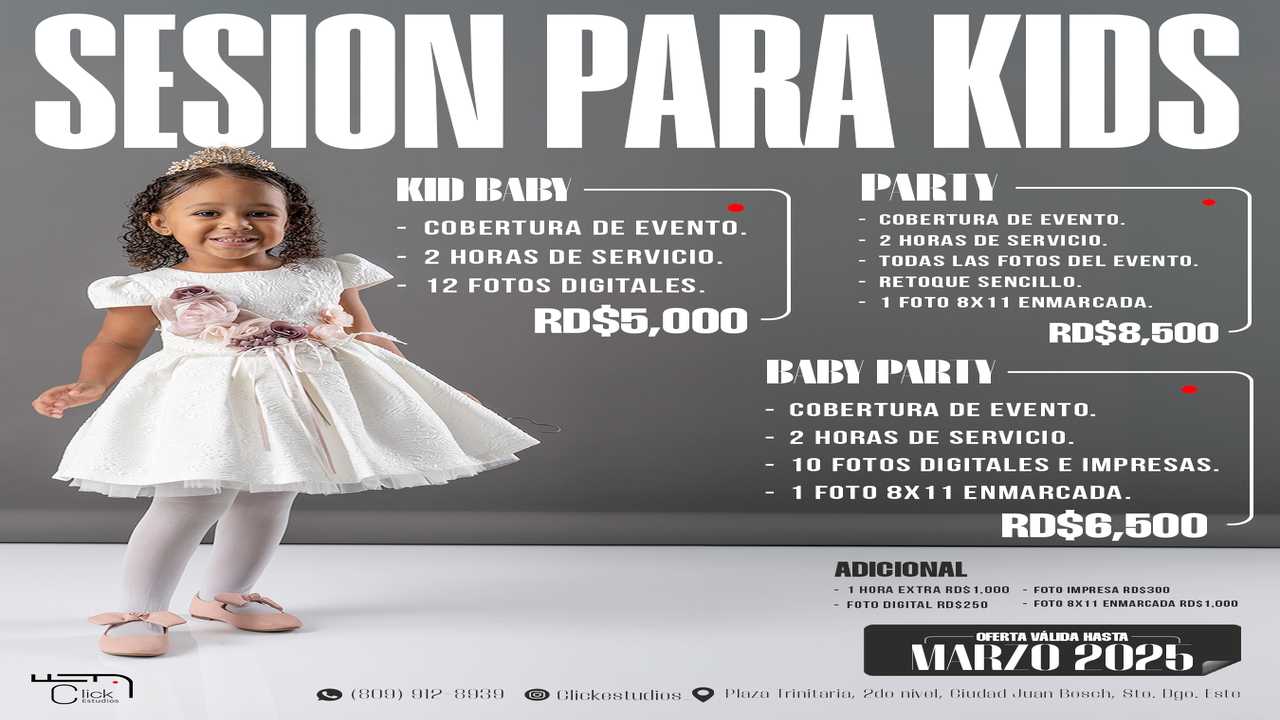 SESION PARA KIDS
KID BABY
- COBERTURA DE EVENTO.
- 2 HORAS DE SERVICIO.
- 12 FOTOS DIGITALES.
RD$5,000
PARTY
- COBERTURA DE EVENTO.
- 2 HORAS DE SERVICIO.
- TODAS LAS FOTOS DEL EVENTO.
- RETOQUE SENCILLO.
- 1 FOTO 8X11 ENMARCADA.
RD$8,500
BABY PARTY
- COBERTURA DE EVENTO.
- 2 HORAS DE SERVICIO.
- 10 FOTOS DIGITALES E IMPRESAS.
- 1 FOTO 8X11 ENMARCADA.
RD$6,500
ADICIONAL
- 1 HORA EXTRA RD$1,000
- FOTO DIGITAL RD$250
- FOTO IMPRESA RD$300
- FOTO 8X11 ENMARCADA RD$1,000
OFERTA VÁLIDA HASTA
MARZO 2025
Click
Estudios
(809) 912-8939 Clickestudios Plaza Trinitaria, 2do nivel, Ciudad Juan Bosch, Sto. Dgo. Este